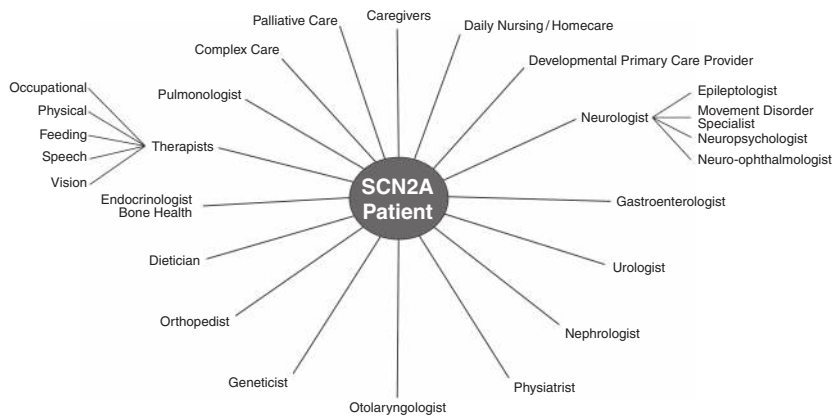 Caregivers
Palliative Care
Daily Nursing / Homecare
Complex Care
Developmental Primary Care Provider
Pulmonologist
Occupational
Physical
Feeding
Speech
Vision
Therapists
Neurologist
Epileptologist
Movement Disorder
Specialist
Neuropsychologist
Neuro-ophthalmologist
SCN2A
Patient
Endocrinologist
Bone Health
Gastroenterologist
Dietician
Urologist
Orthopedist
Nephrologist
Geneticist
Physiatrist
Otolaryngologist